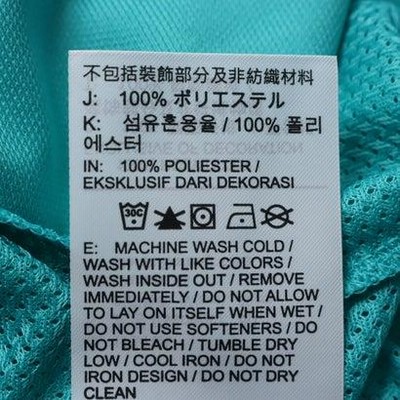 不包括裝飾部分及非紡織材料
J: 100% ポリエステル
K: 섬유혼용율 / 100% 폴리
에스터
IN: 100% POLIESTER /
EKSKLUSIF DARI DEKORASI
30C
E: MACHINE WASH COLD /
WASH WITH LIKE COLORS /
WASH INSIDE OUT / REMOVE
IMMEDIATELY / DO NOT ALLOW
TO LAY ON ITSELF WHEN WET /
DO NOT USE SOFTENERS / DO
NOT BLEACH / TUMBLE DRY
LOW / COOL IRON / DO NOT
IRON DESIGN / DO NOT DRY
CLEAN